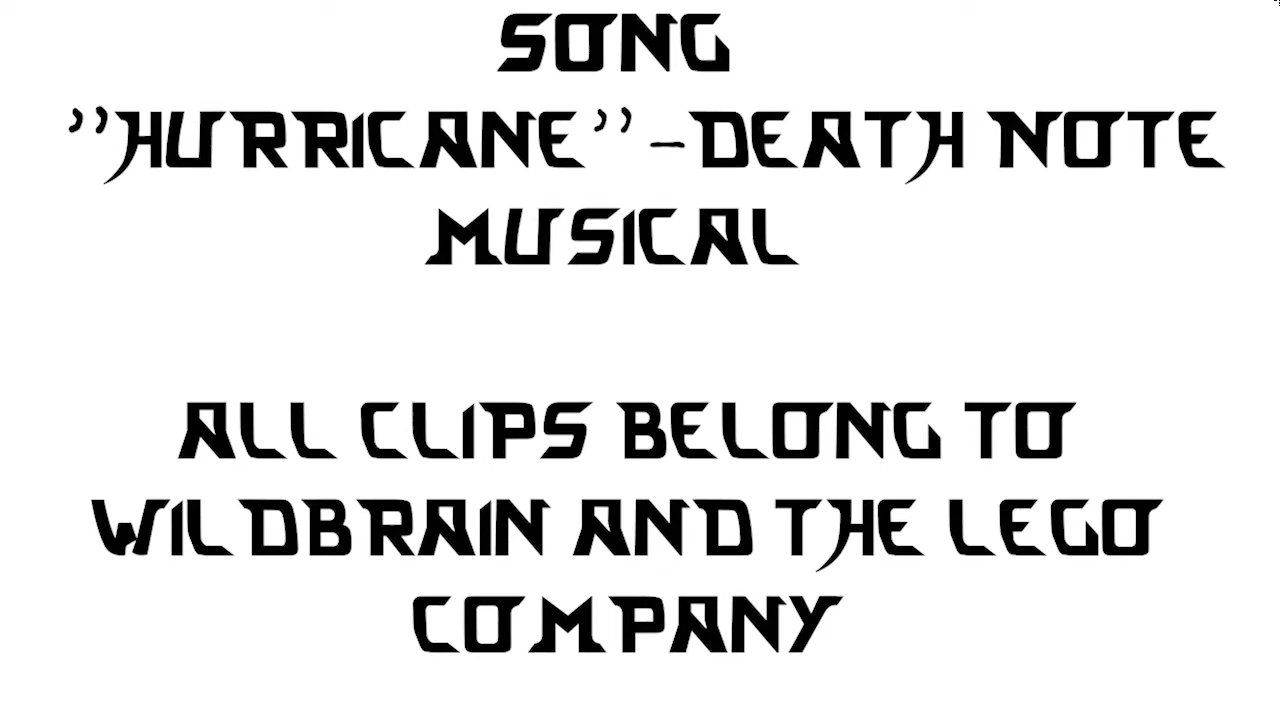 SONG
"HURRICANE" -DEATH NOTE
MUSICAL
ALL CLIPS BELONG TO
WILDBRAIN AND THE LEGO
COMPANY